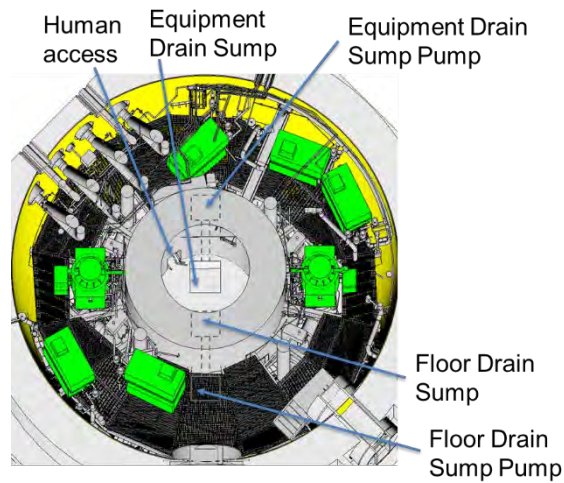 Human
access
Equipment
Drain Sump
Equipment Drain
Sump Pump
Floor Drain
Sump
Floor Drain
Sump Pump